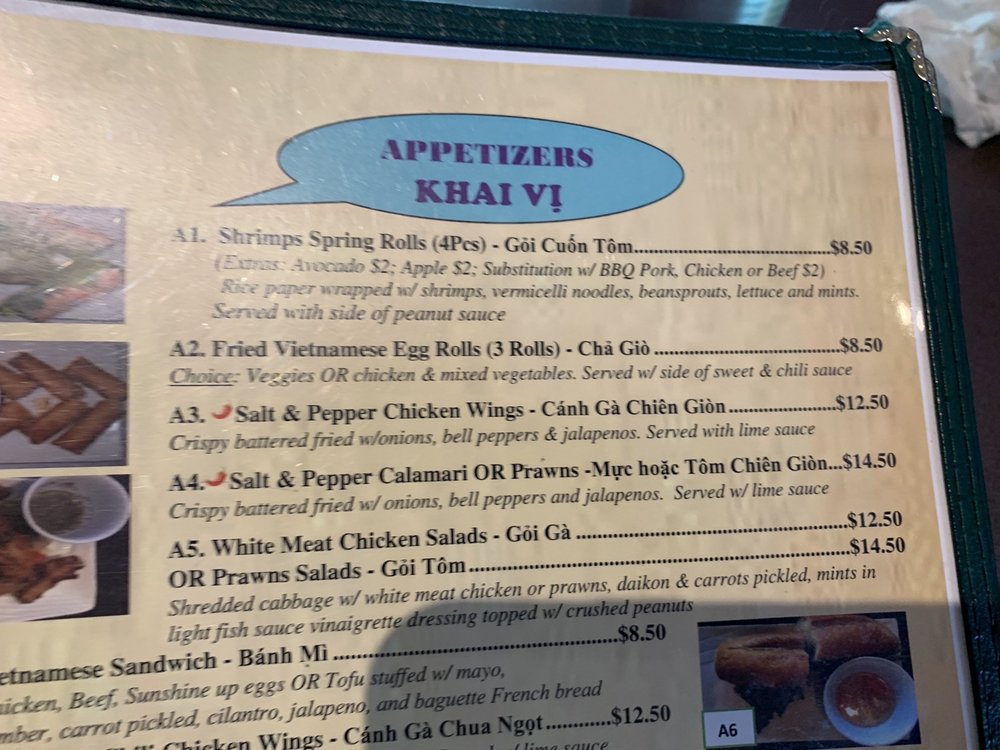 APPETIZERS
KHAI VỊ
A1. Shrimps Spring Rolls (4Pcs) - Gỏi Cuốn Tôm..............................$8.50
(Extras: Avocado $2; Apple $2; Substitution w/ BBQ Pork, Chicken or Beef $2)
Rice paper wrapped w/ shrimps, vermicelli noodles, beansprouts, lettuce and mints.
Served with side of peanut sauce
A2. Fried Vietnamese Egg Rolls (3 Rolls) - Chả Giò ..............................$8.50
Choice: Veggies OR chicken & mixed vegetables. Served w/ side of sweet & chili sauce
A3. Salt & Pepper Chicken Wings - Cánh Gà Chiên Giòn ..................$12.50
Crispy battered fried w/onions, bell peppers & jalapenos. Served with lime sauce
A4. Salt & Pepper Calamari OR Prawns -Mực hoặc Tôm Chiên Giòn...$14.50
Crispy battered fried w/ onions, bell peppers and jalapenos. Served w/ lime sauce
A5. White Meat Chicken Salads - Gỏi Gà ............................................$12.50
OR Prawns Salads - Gỏi Tôm..............................................................$14.50
Shredded cabbage w/ white meat chicken or prawns, daikon & carrots pickled, mints in
light fish sauce vinaigrette dressing topped w/ crushed peanuts
etnamese Sandwich - Bánh Mì .............................................$8.50
icken, Beef, Sunshine up eggs OR Tofu stuffed w/ mayo,
mber, carrot pickled, cilantro, jalapeno, and baguette French bread
Chicken Wings - Cánh Gà Chua Ngọt...........$12.50
lime sauce
A6